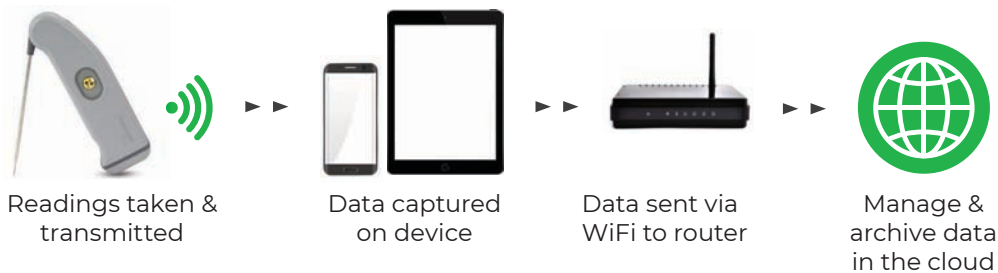 Readings taken &
transmitted
Data captured
on device
Data sent via
WiFi to router
Manage &
archive data
in the cloud